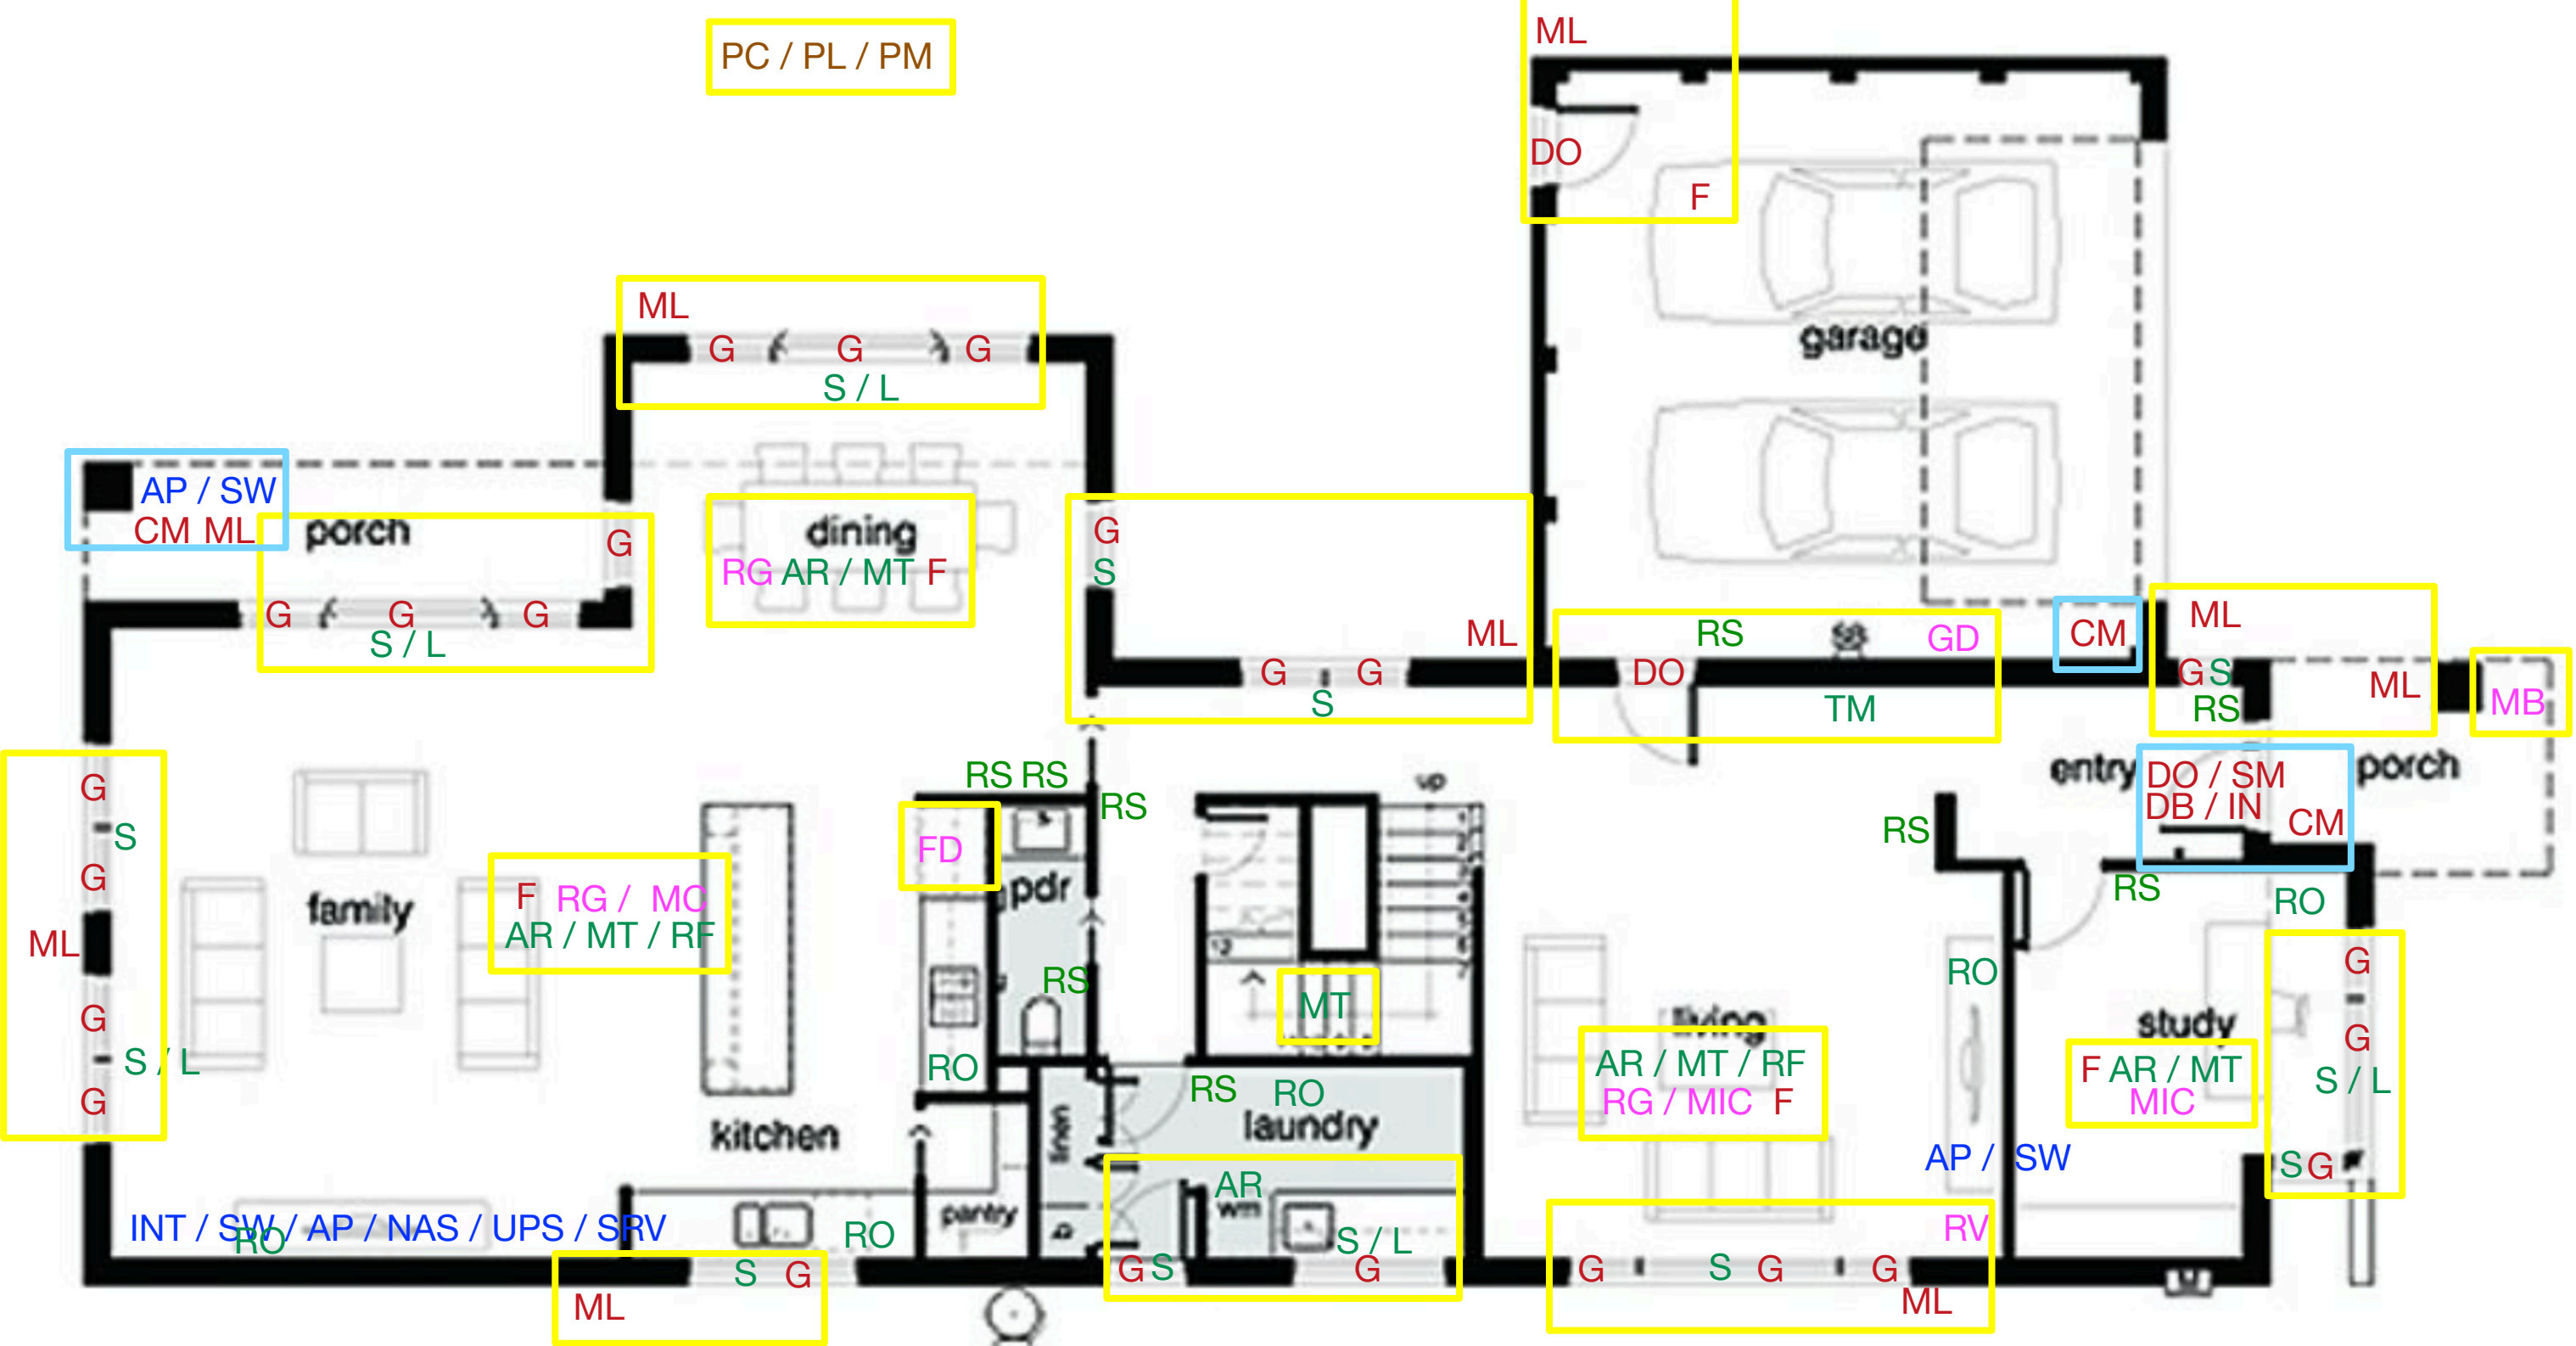 PC / PL / PM
ML
DO
F
garage
ML
G G G
S / L
AP / SW
CM ML
porch
G
G G G
S / L
dining
RG AR / MT F
G
S
ML
G G
S
RS
GD
CM
DO
TM
ML
G S
RS
ML
MB
entry
DO / SM
DB / IN
CM
porch
G
S
G
ML
G
S / L
G
family
F RG / MC
AR / MT / RF
RS RS
RS
FD
pdr
RS
RO
kitchen
up
12
MT
RS
RS
RO
RO
living
AR / MT / RF
RG / MIC F
study
F AR / MT
MIC
G
G
S / L
S G
AP / SW
RS RO
laundry
linen
AR
wm
S / L
G S
G
INT / SW / AP / NAS / UPS / SRV
RO
RO
pantry
S G
ML
RV
G S G G
ML